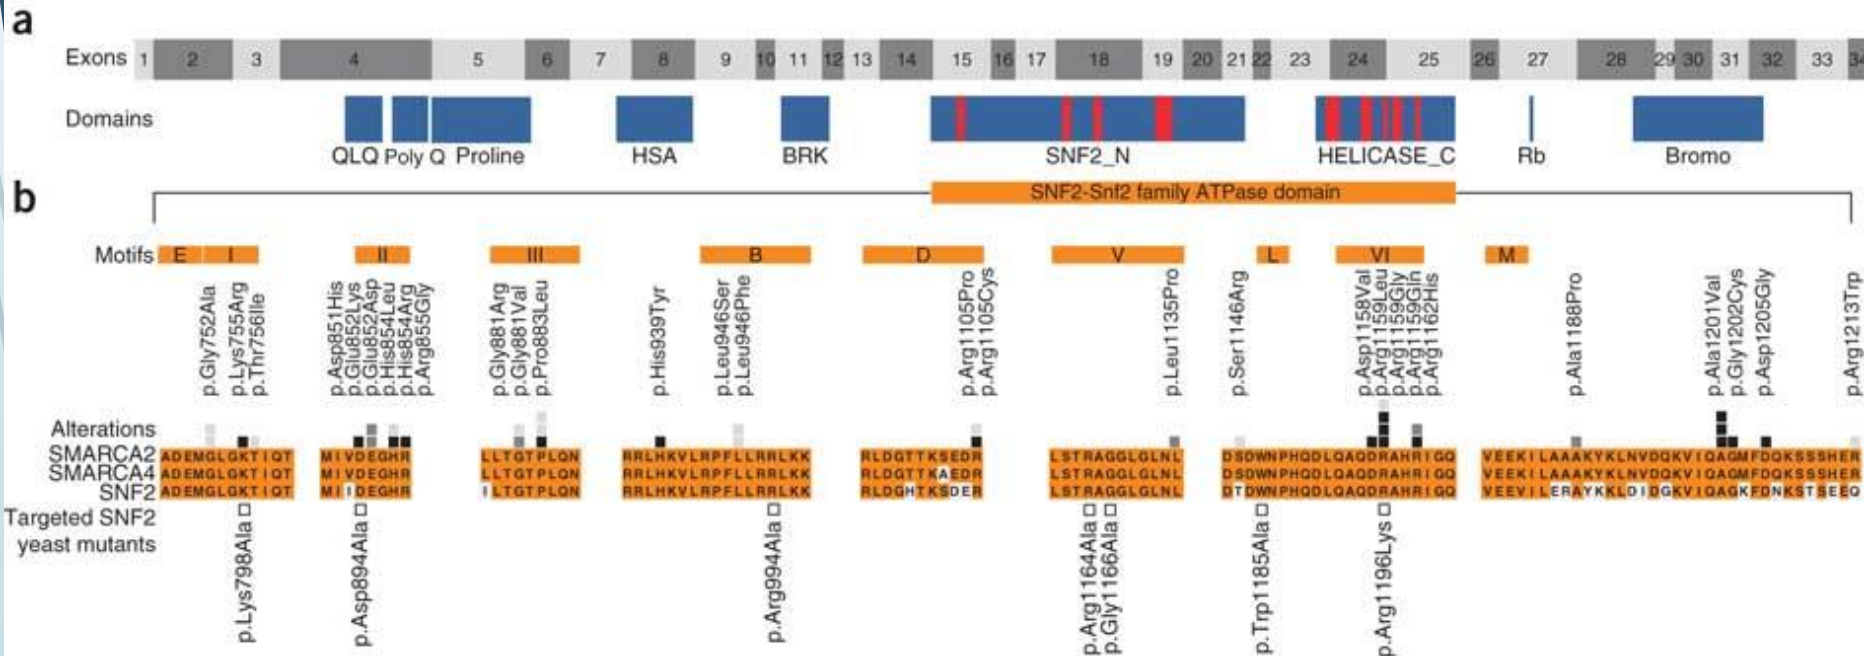 a
Exons 1 2 3 4 5 6 7 8 9 10 11 12 13 14 15 16 17 18 19 20 21 22 23 24 25 26 27 28 29 30 31 32 33 34
Domains
QLQ Poly Q Proline HSA BRK SNF2_N HELICASE_C Rb Bromo
b
SNF2-Snf2 family ATPase domain
Motifs E I II III B D V L VI M
p.Gly752Ala
p.Lys755Arg
p.Thr756Ile
p.Asp851His
p.Glu852Lys
p.Glu852Asp
p.His854Leu
p.His854Arg
p.Arg855Gly
p.Gly881Arg
p.Gly881Val
p.Pro883Leu
p.His939Tyr
p.Leu946Ser
p.Leu946Phe
p.Arg1105Pro
p.Arg1105Cys
p.Leu1135Pro
p.Ser1146Arg
p.Asp1158Val
p.Arg1159Leu
p.Arg1159Gly
p.Arg1159Gln
p.Arg1162His
p.Ala1188Pro
p.Ala1201Val
p.Gly1202Cys
p.Asp1205Gly
p.Arg1213Trp
Alterations
SMARCA2 ADEMGLGKTIQT MIVDEGHR LLTGTPLQN RRLHKVLRPFLLRRLKK RLDGTTKSEDR LSTRAGGLGLNL DSDWNPHQDLQAQDRAHRIGQ VEEKILAAAKYKLNVDQKVIQAGMFDQKSSSHER
SMARCA4 ADEMGLGKTIQT MIVDEGHR LLTGTPLQN RRLHKVLRPFLLRRLKK RLDGTTKAEDR LSTRAGGLGLNL DSDWNPHQDLQAQDRAHRIGQ VEEKILAAAKYKLNVDQKVIQAGMFDQKSSSHER
SNF2 ADEMGLGKTIQT MIIDEGHR ILTGTPLQN RRLHKVLRPFLLRRLKK RLDGHTKSDER LSTRAGGLGLNL DTDWNPHQDLQAQDRAHRIGQ VEEVILERAYKKLDIDGKVIQAGKFDNKSTSEEQ
Targeted SNF2
yeast mutants
p.Lys798Ala
p.Asp894Ala
p.Arg994Ala
p.Arg1164Ala
p.Gly1166Ala
p.Trp1185Ala
p.Arg1196Lys